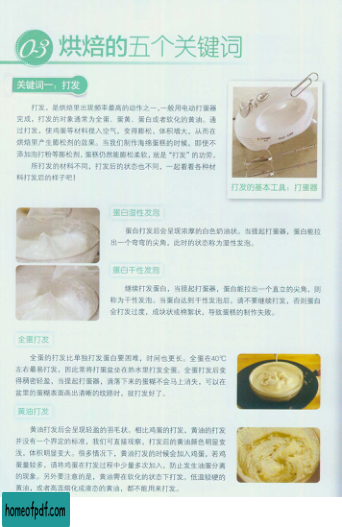 03 烘焙的五个关键词
关键词一：打发
打发，是烘焙里出现频率最高的动作之一，一般用电动打蛋器
完成。打发的对象通常为全蛋、蛋黄、蛋白或者软化的黄油。通
过打发，使鸡蛋等材料搅入空气，变得膨松，体积增大，从而在
烘焙里产生膨松剂的效果。当我们制作海绵蛋糕的时候，即使不
添加泡打粉等膨松剂，蛋糕仍然能膨松柔软，就是“打发”的功劳。
所打发的材料不同，打发后的状态也不同，一起看看各种材
料打发后的样子吧！
打发的基本工具：打蛋器
蛋白湿性发泡
蛋白打发后会呈现浓厚的白色奶油状。当提起打蛋器，蛋白能拉
出一个弯弯的尖角，此时的状态称为湿性发泡。
蛋白干性发泡
继续打发蛋白，当提起打蛋器，蛋白能拉出一个直立的尖角，则
称为干性发泡。当蛋白达到干性发泡后，请不要继续打发，否则蛋白
会打发过度，成块状或棉絮状，导致蛋糕的制作失败。
全蛋打发
全蛋的打发比单独打发蛋白要困难，时间也更长。全蛋在40℃
左右最易打发，因此常将打蛋盆坐在热水里打发全蛋。全蛋打发后变
得稠密轻盈，当提起打蛋器，滴落下来的蛋糊不会马上消失，可以在
盆里的蛋糊表面画出清晰的纹路时，就打发好了。
黄油打发
黄油打发后会呈现轻盈的羽毛状。相比鸡蛋的打发，黄油的打发
并没有一个界定的标准，我们可直接观察，打发后的黄油颜色明显变
浅，体积明显变大。很多情况下，黄油打发的时候会加入鸡蛋，若鸡
蛋量较多，请将鸡蛋在打发过程中少量多次加入，防止发生油蛋分离
的现象。另外要注意的是，黄油需在软化的状态下打发，低温较硬的
黄油，或者高温熔化成液态的黄油，都不能用来打发。
homeofpdf.com